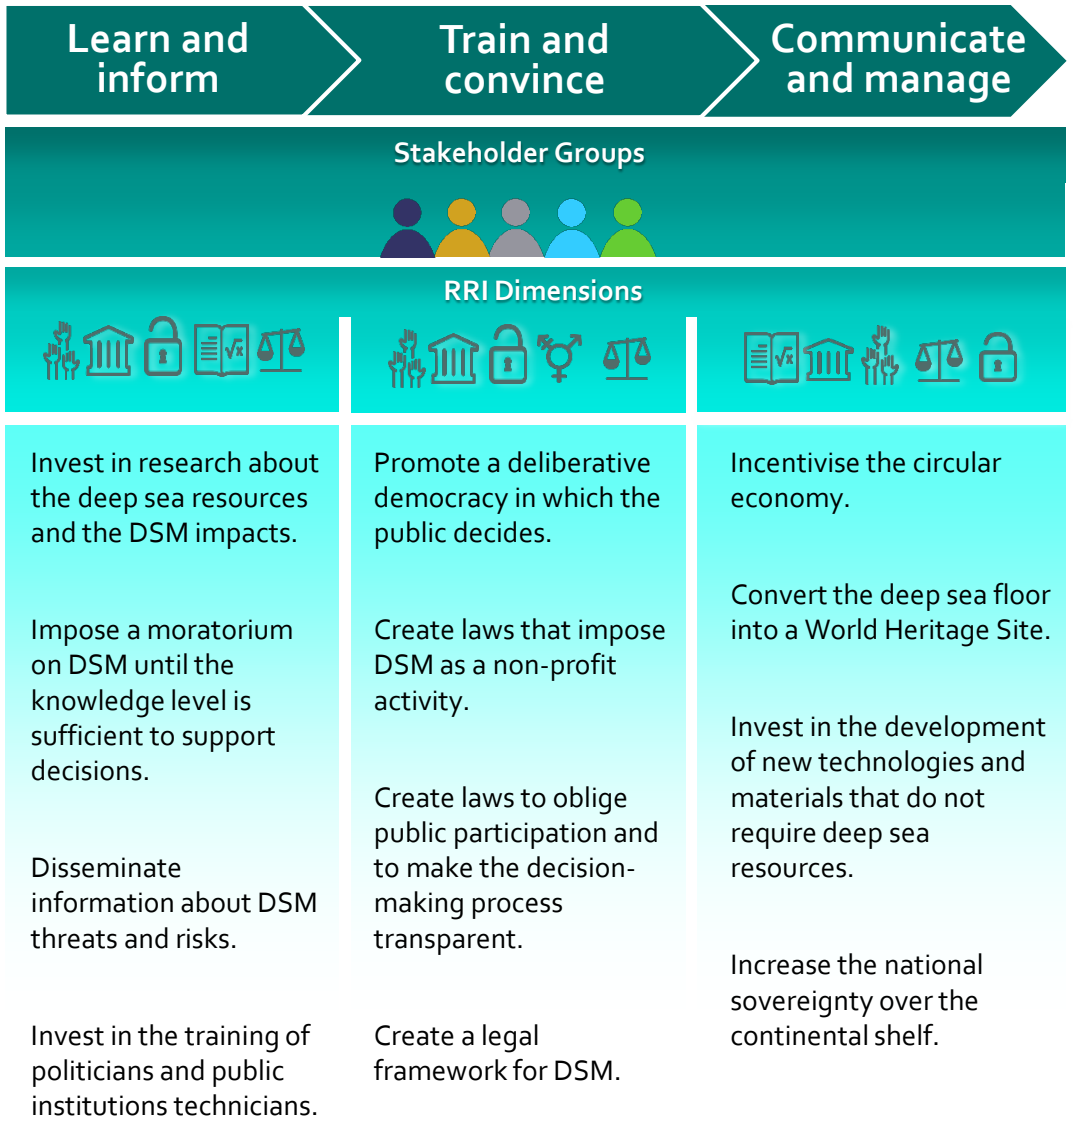 Learn and
inform
Train and
convince
Communicate
and manage
Stakeholder Groups
RRI Dimensions
√x
√x
Invest in research about
the deep sea resources
and the DSM impacts.
Impose a moratorium
on DSM until the
knowledge level is
sufficient to support
decisions.
Disseminate
information about DSM
threats and risks.
Invest in the training of
politicians and public
institutions technicians.
Promote a deliberative
democracy in which the
public decides.
Create laws that impose
DSM as a non-profit
activity.
Create laws to oblige
public participation and
to make the decision-
making process
transparent.
Create a legal
framework for DSM.
Incentivise the circular
economy.
Convert the deep sea floor
into a World Heritage Site.
Invest in the development
of new technologies and
materials that do not
require deep sea
resources.
Increase the national
sovereignty over the
continental shelf.